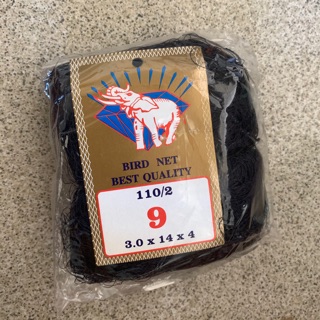 BIRD NET
BEST QUALITY
110/2
9
3.0 x 14 x 4